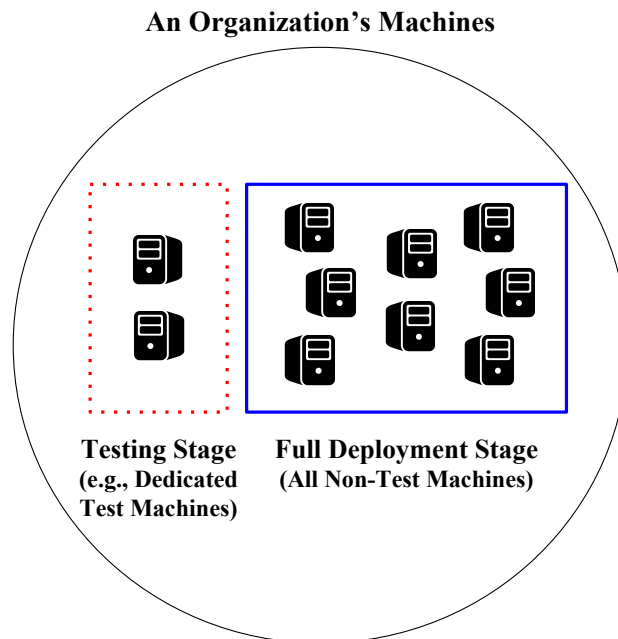 An Organization’s Machines
Testing Stage
(e.g., Dedicated
Test Machines)
Full Deployment Stage
(All Non-Test Machines)